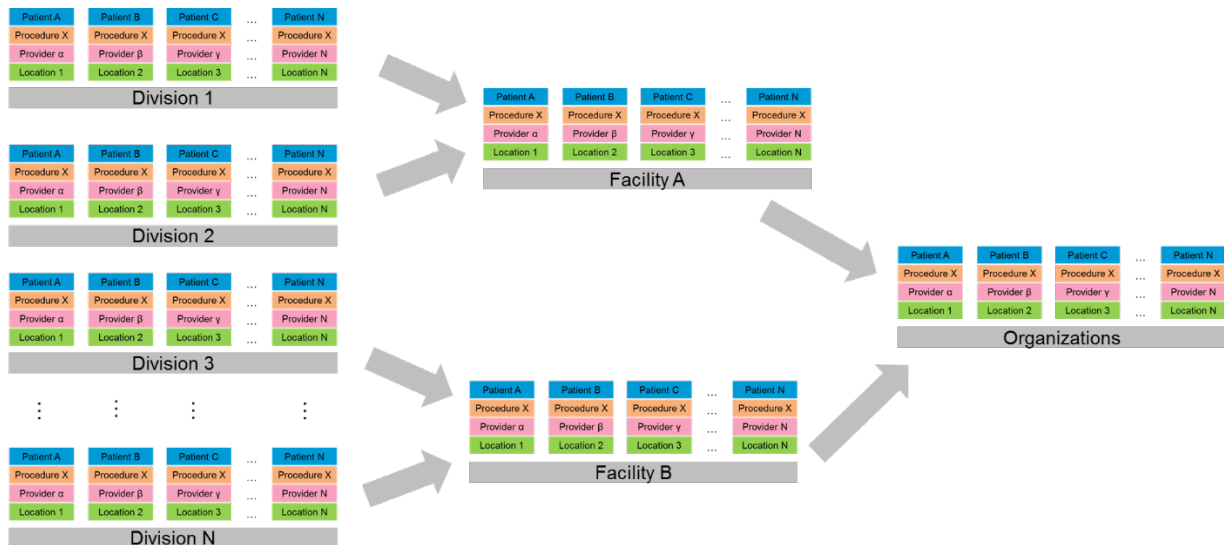 Patient A Patient B Patient C ... Patient N
Procedure X Procedure X Procedure X ... Procedure X
Provider α Provider β Provider γ ... Provider N
Location 1 Location 2 Location 3 ... Location N
Division 1
Patient A Patient B Patient C ... Patient N
Procedure X Procedure X Procedure X ... Procedure X
Provider α Provider β Provider γ ... Provider N
Location 1 Location 2 Location 3 ... Location N
Division 2
Patient A Patient B Patient C ... Patient N
Procedure X Procedure X Procedure X ... Procedure X
Provider α Provider β Provider γ ... Provider N
Location 1 Location 2 Location 3 ... Location N
Division 3
⋮ ⋮ ⋮ ⋮
Patient A Patient B Patient C ... Patient N
Procedure X Procedure X Procedure X ... Procedure X
Provider α Provider β Provider γ ... Provider N
Location 1 Location 2 Location 3 ... Location N
Division N
Patient A Patient B Patient C ... Patient N
Procedure X Procedure X Procedure X ... Procedure X
Provider α Provider β Provider γ ... Provider N
Location 1 Location 2 Location 3 ... Location N
Facility A
Patient A Patient B Patient C ... Patient N
Procedure X Procedure X Procedure X ... Procedure X
Provider α Provider β Provider γ ... Provider N
Location 1 Location 2 Location 3 ... Location N
Facility B
Patient A Patient B Patient C ... Patient N
Procedure X Procedure X Procedure X ... Procedure X
Provider α Provider β Provider γ ... Provider N
Location 1 Location 2 Location 3 ... Location N
Organizations